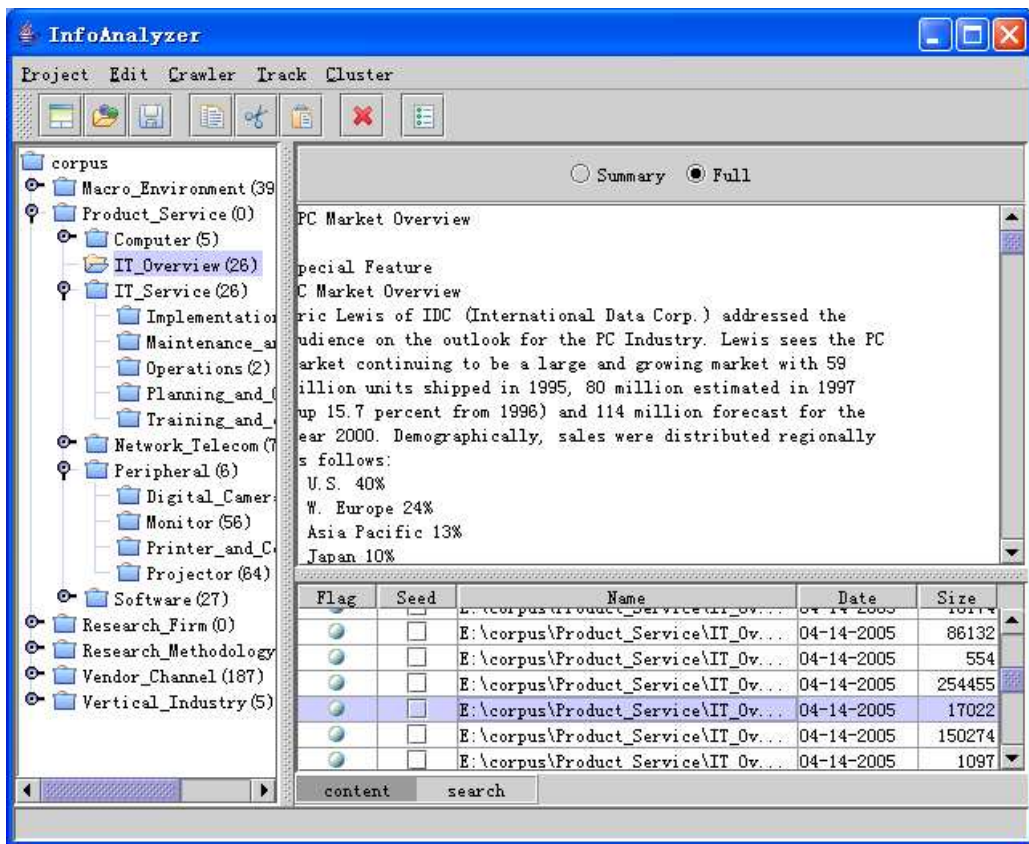 InfoAnalyzer
Project Edit Crawler Track Cluster
corpus
Macro_Environment(39
Product_Service(0)
Computer(5)
IT_Overview(26)
IT_Service(26)
Implementation
Maintenance_a
Operations(2)
Planning_and_
Training_and_
Network_Telecom(7
Peripheral(6)
Digital_Camer
Monitor(56)
Printer_and_C
Projector(64)
Software(27)
Research_Firm(0)
Research_Methodology
Vendor_Channel(187)
Vertical_Industry(5)
Summary Full
PC Market Overview
pecial Feature
C Market Overview
ric Lewis of IDC (International Data Corp.) addressed the
udience on the outlook for the PC Industry. Lewis sees the PC
arket continuing to be a large and growing market with 59
illion units shipped in 1995, 80 million estimated in 1997
up 15.7 percent from 1996) and 114 million forecast for the
ear 2000. Demographically, sales were distributed regionally
s follows:
U.S. 40%
W. Europe 24%
Asia Pacific 13%
Japan 10%
Flag Seed Name Date Size
E:\corpus\Product_Service\IT_Ov... 04-14-2005 86132
E:\corpus\Product_Service\IT_Ov... 04-14-2005 554
E:\corpus\Product_Service\IT_Ov... 04-14-2005 254455
E:\corpus\Product_Service\IT_Ov... 04-14-2005 17022
E:\corpus\Product_Service\IT_Ov... 04-14-2005 150274
E:\corpus\Product_Service\IT_Ov... 04-14-2005 1097
content search